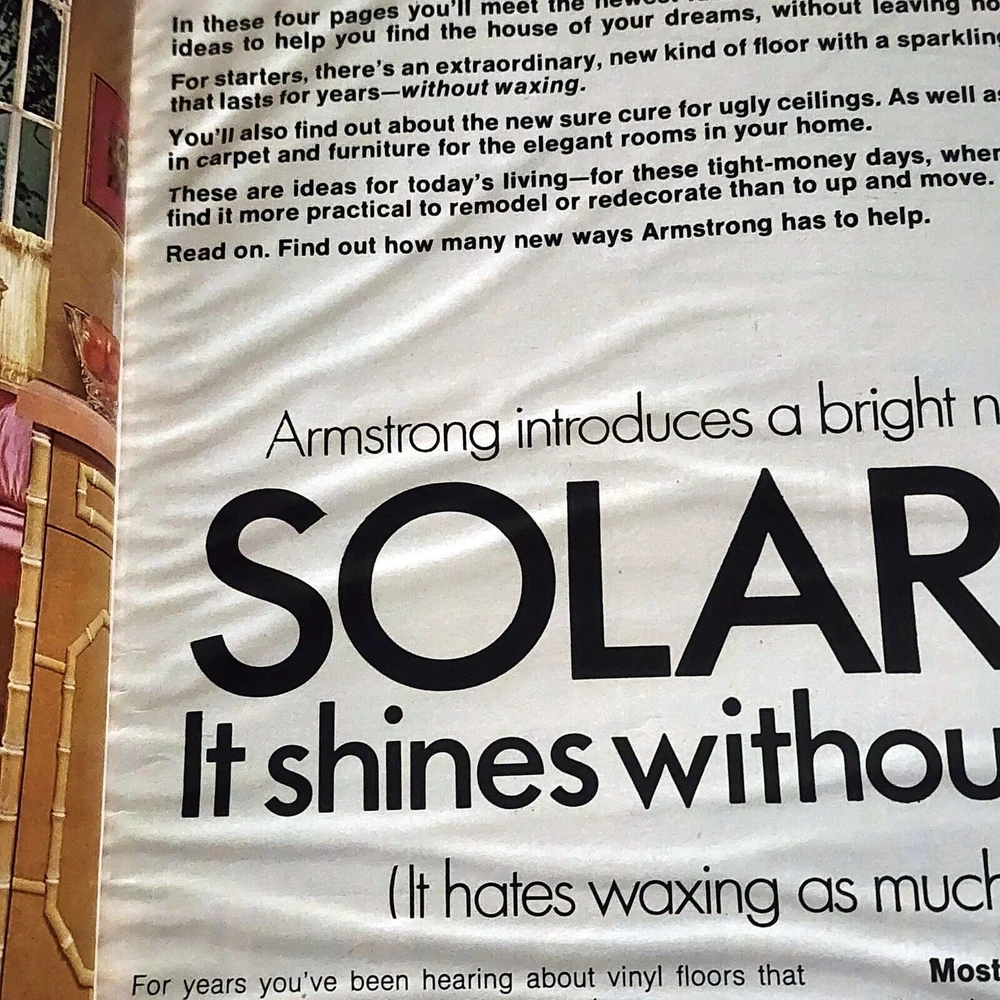 In these four pages you'll meet the newest
ideas to help you find the house of your dreams, without leaving
For starters, there's an extraordinary, new kind of floor with a sparkling
that lasts for years—without waxing.
You'll also find out about the new sure cure for ugly ceilings. As well as
in carpet and furniture for the elegant rooms in your home.
These are ideas for today's living—for these tight-money days, when
find it more practical to remodel or redecorate than to up and move.
Read on. Find out how many new ways Armstrong has to help.
Armstrong introduces a bright n
SOLAR
It shines withou
(It hates waxing as much
For years you've been hearing about vinyl floors that
Most